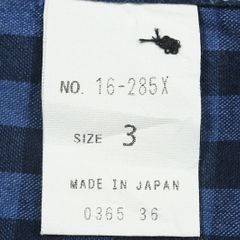 NO. 16-285X
SIZE 3
MADE IN JAPAN
0365 36